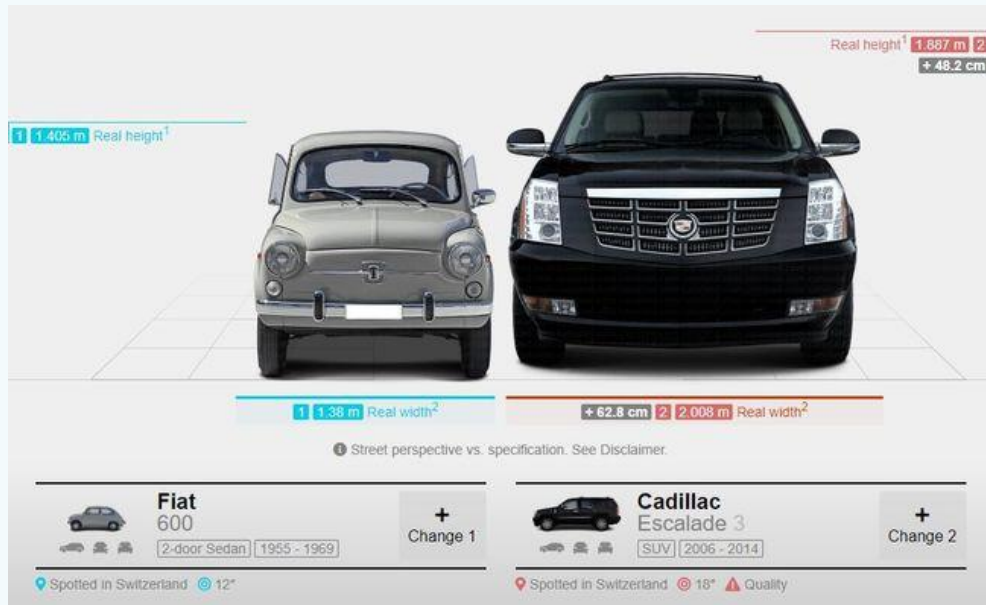 Real height1 1.887 m 2
+ 48.2 cm
1 1.405 m Real height1
1 1.38 m Real width2
+ 62.8 cm 2 2.008 m Real width2
Street perspective vs. specification. See Disclaimer.
Fiat
600
2-door Sedan 1955 - 1969
+
Change 1
Spotted in Switzerland 12"
Cadillac
Escalade 3
SUV 2006 - 2014
+
Change 2
Spotted in Switzerland 18" Quality